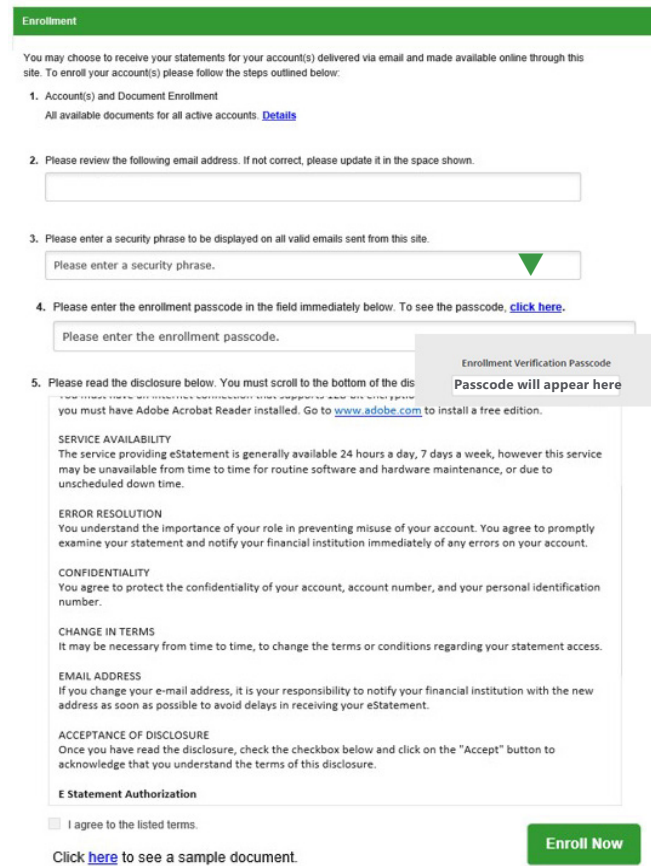 Enrollment
You may choose to receive your statements for your account(s) delivered via email and made available online through this
site. To enroll your account(s) please follow the steps outlined below:
1. Account(s) and Document Enrollment
All available documents for all active accounts. Details
2. Please review the following email address. If not correct, please update it in the space shown.
3. Please enter a security phrase to be displayed on all valid emails sent from this site.
Please enter a security phrase.
4. Please enter the enrollment passcode in the field immediately below. To see the passcode, click here.
Please enter the enrollment passcode.
Enrollment Verification Passcode
Passcode will appear here
5. Please read the disclosure below. You must scroll to the bottom of the dis
you must have Adobe Acrobat Reader installed. Go to www.adobe.com to install a free edition.
SERVICE AVAILABILITY
The service providing eStatement is generally available 24 hours a day, 7 days a week, however this service
may be unavailable from time to time for routine software and hardware maintenance, or due to
unscheduled down time.
ERROR RESOLUTION
You understand the importance of your role in preventing misuse of your account. You agree to promptly
examine your statement and notify your financial institution immediately of any errors on your account.
CONFIDENTIALITY
You agree to protect the confidentiality of your account, account number, and your personal identification
number.
CHANGE IN TERMS
It may be necessary from time to time, to change the terms or conditions regarding your statement access.
EMAIL ADDRESS
If you change your e-mail address, it is your responsibility to notify your financial institution with the new
address as soon as possible to avoid delays in receiving your eStatement.
ACCEPTANCE OF DISCLOSURE
Once you have read the disclosure, check the checkbox below and click on the "Accept" button to
acknowledge that you understand the terms of this disclosure.
E Statement Authorization
I agree to the listed terms.
Enroll Now
Click here to see a sample document.